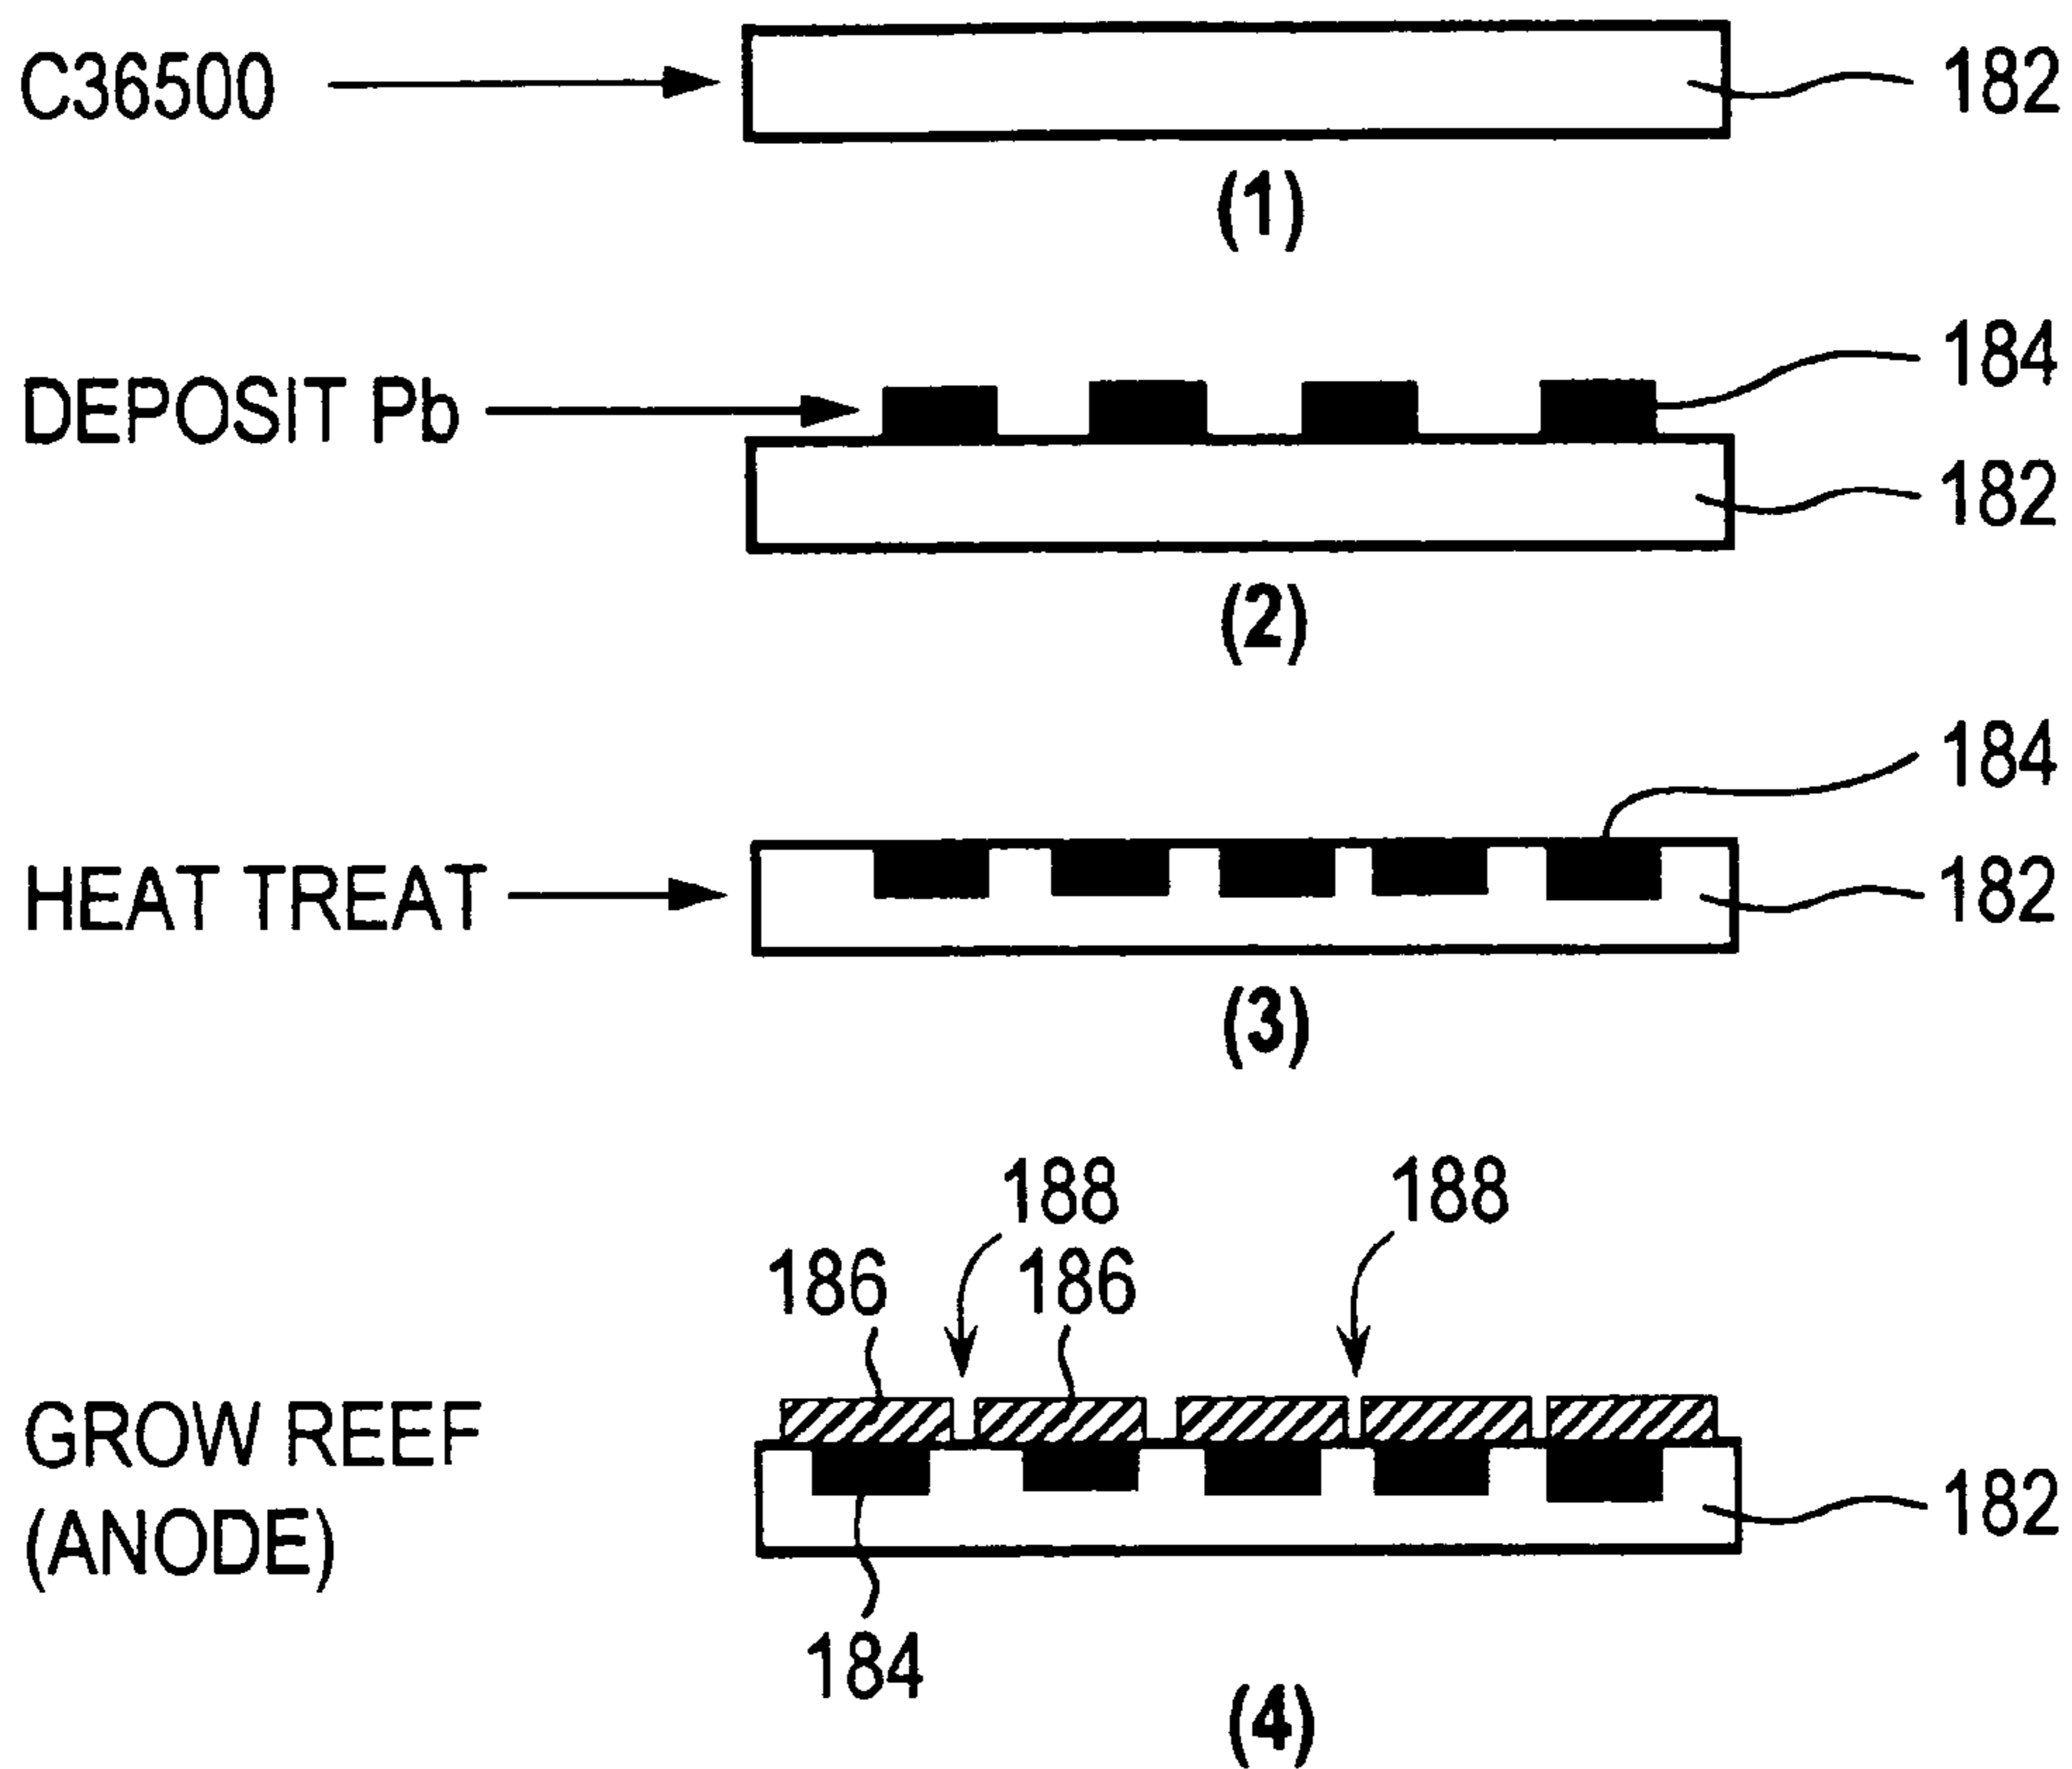 C36500
182
(1)
184
DEPOSIT Pb
182
(2)
184
HEAT TREAT
182
(3)
188 188
186 186
GROW REEF
(ANODE)
182
184
(4)